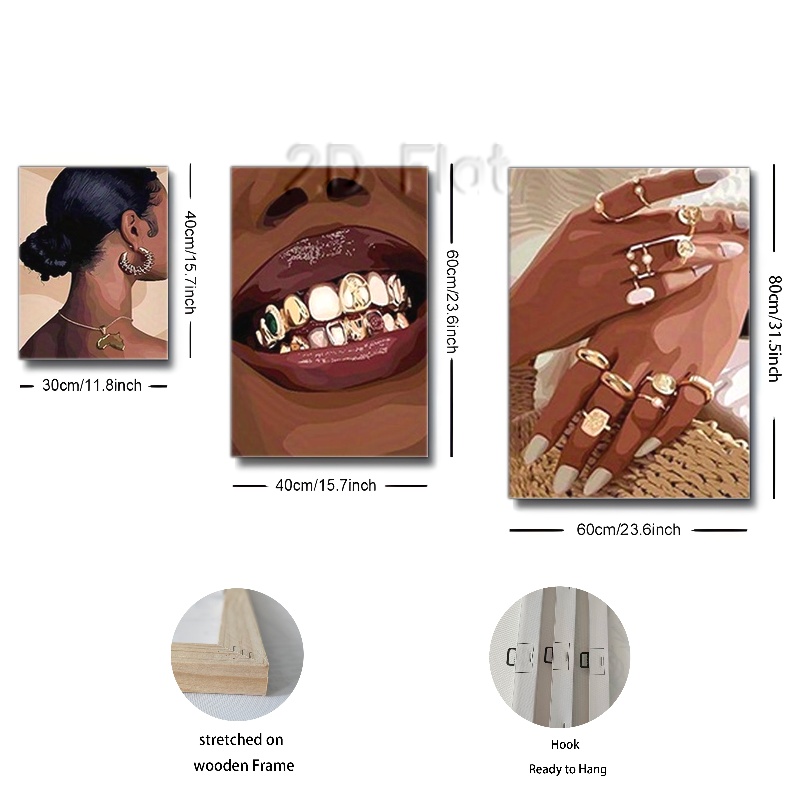 2D Flat
40cm/15.7inch
60cm/23.6inch
80cm/31.5inch
30cm/11.8inch
40cm/15.7inch
60cm/23.6inch
stretched on
wooden Frame
Hook
Ready to Hang